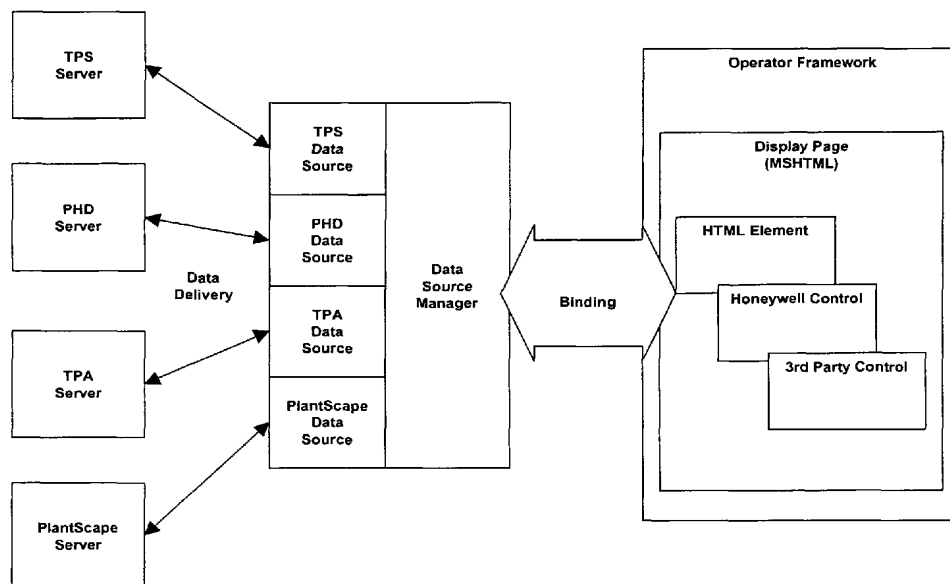 TPS
Server
PHD
Server
TPA
Server
PlantScape
Server
Data
Delivery
TPS
Data
Source
PHD
Data
Source
TPA
Data
Source
PlantScape
Data
Source
Data
Source
Manager
Binding
Operator Framework
Display Page
(MSHTML)
HTML Element
Honeywell Control
3rd Party Control